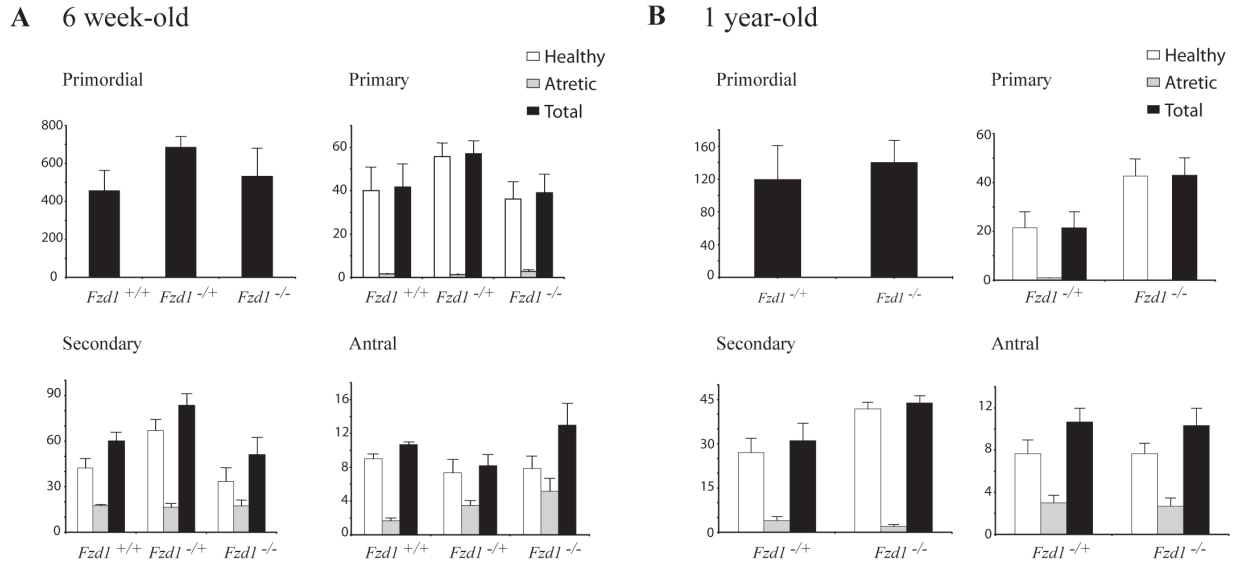 A 6 week-old
Healthy
Atretic
Total
Primordial
800
600
400
200
0
Fzd1 +/+ Fzd1 -/+ Fzd1 -/-
Primary
60
40
20
0
Fzd1 +/+ Fzd1 -/+ Fzd1 -/-
Secondary
90
60
30
0
Fzd1 +/+ Fzd1 -/+ Fzd1 -/-
Antral
16
12
8
4
0
Fzd1 +/+ Fzd1 -/+ Fzd1 -/-
B 1 year-old
Healthy
Atretic
Total
Primordial
160
120
80
40
0
Fzd1 -/+ Fzd1 -/-
Primary
60
40
20
0
Fzd1 -/+ Fzd1 -/-
Secondary
45
30
15
0
Fzd1 -/+ Fzd1 -/-
Antral
12
8
4
0
Fzd1 -/+ Fzd1 -/-